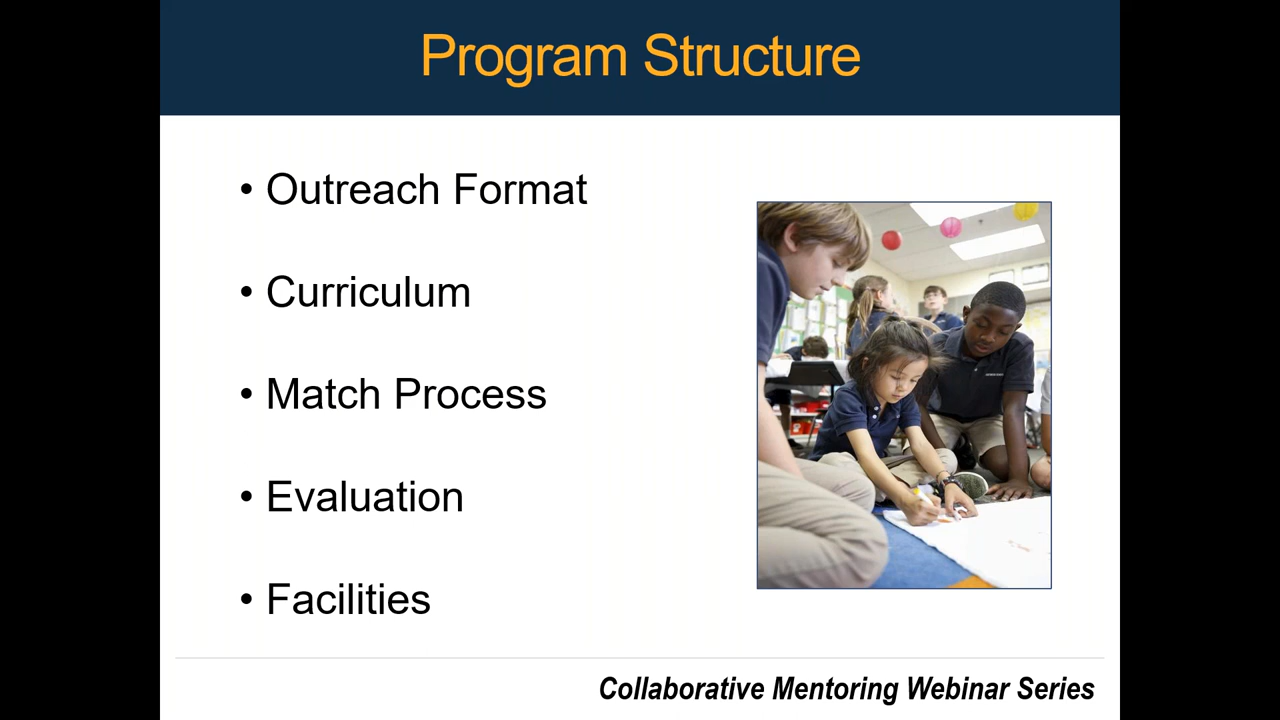 Program Structure
• Outreach Format
• Curriculum
• Match Process
• Evaluation
• Facilities
Collaborative Mentoring Webinar Series